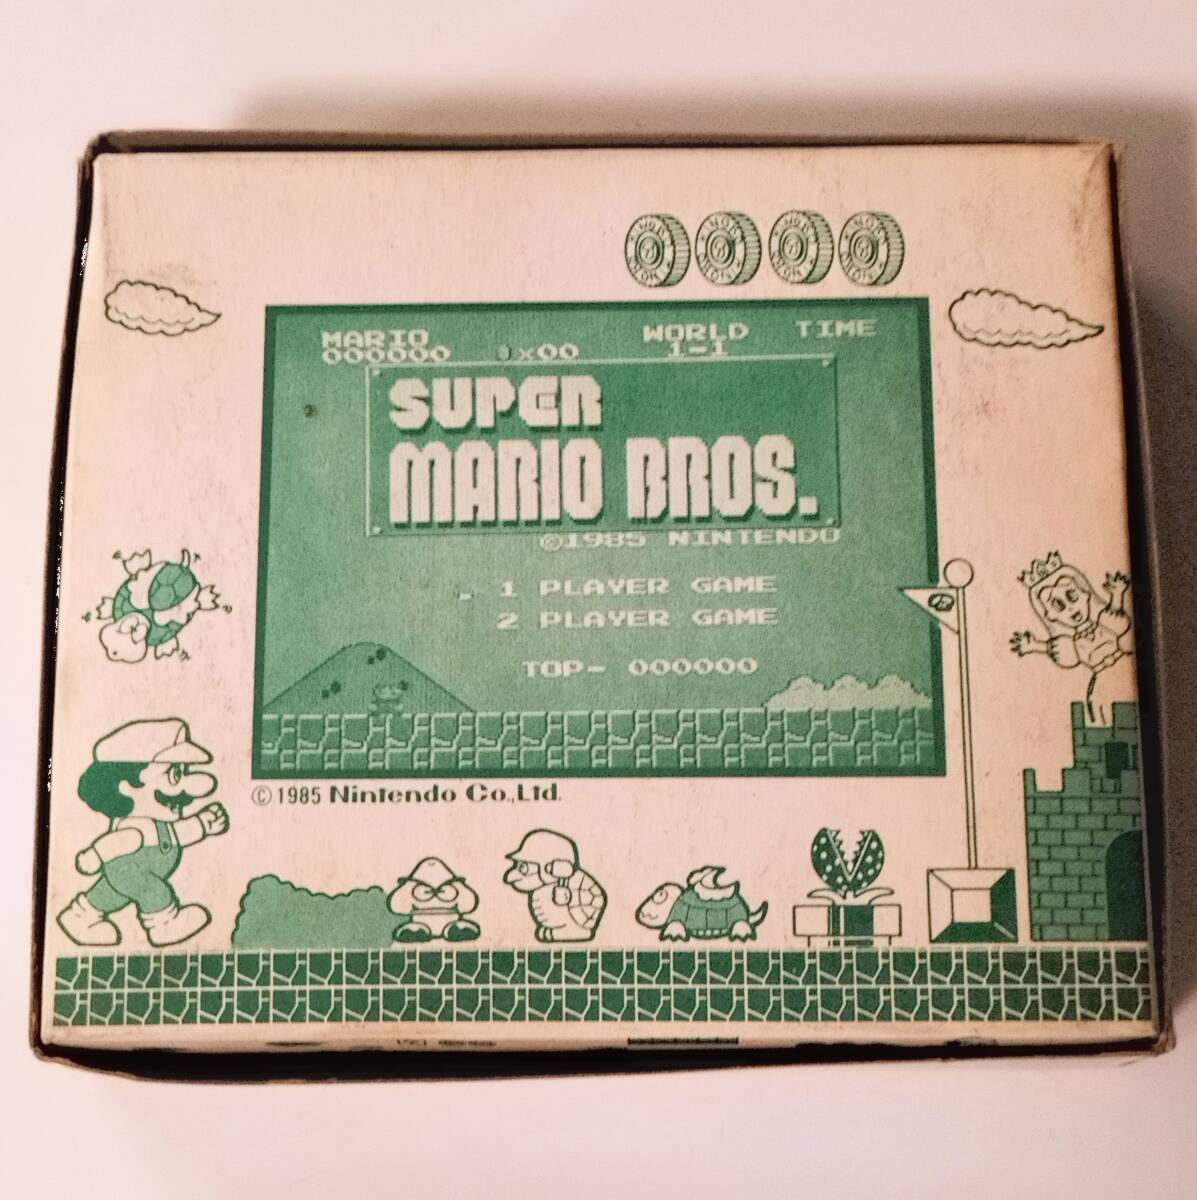 MARIO WORLD TIME
000000 x00 1-1
SUPER
MARIO BROS.
©1985 NINTENDO
1 PLAYER GAME
2 PLAYER GAME
TOP- 000000
© 1985 Nintendo Co.,Ltd.